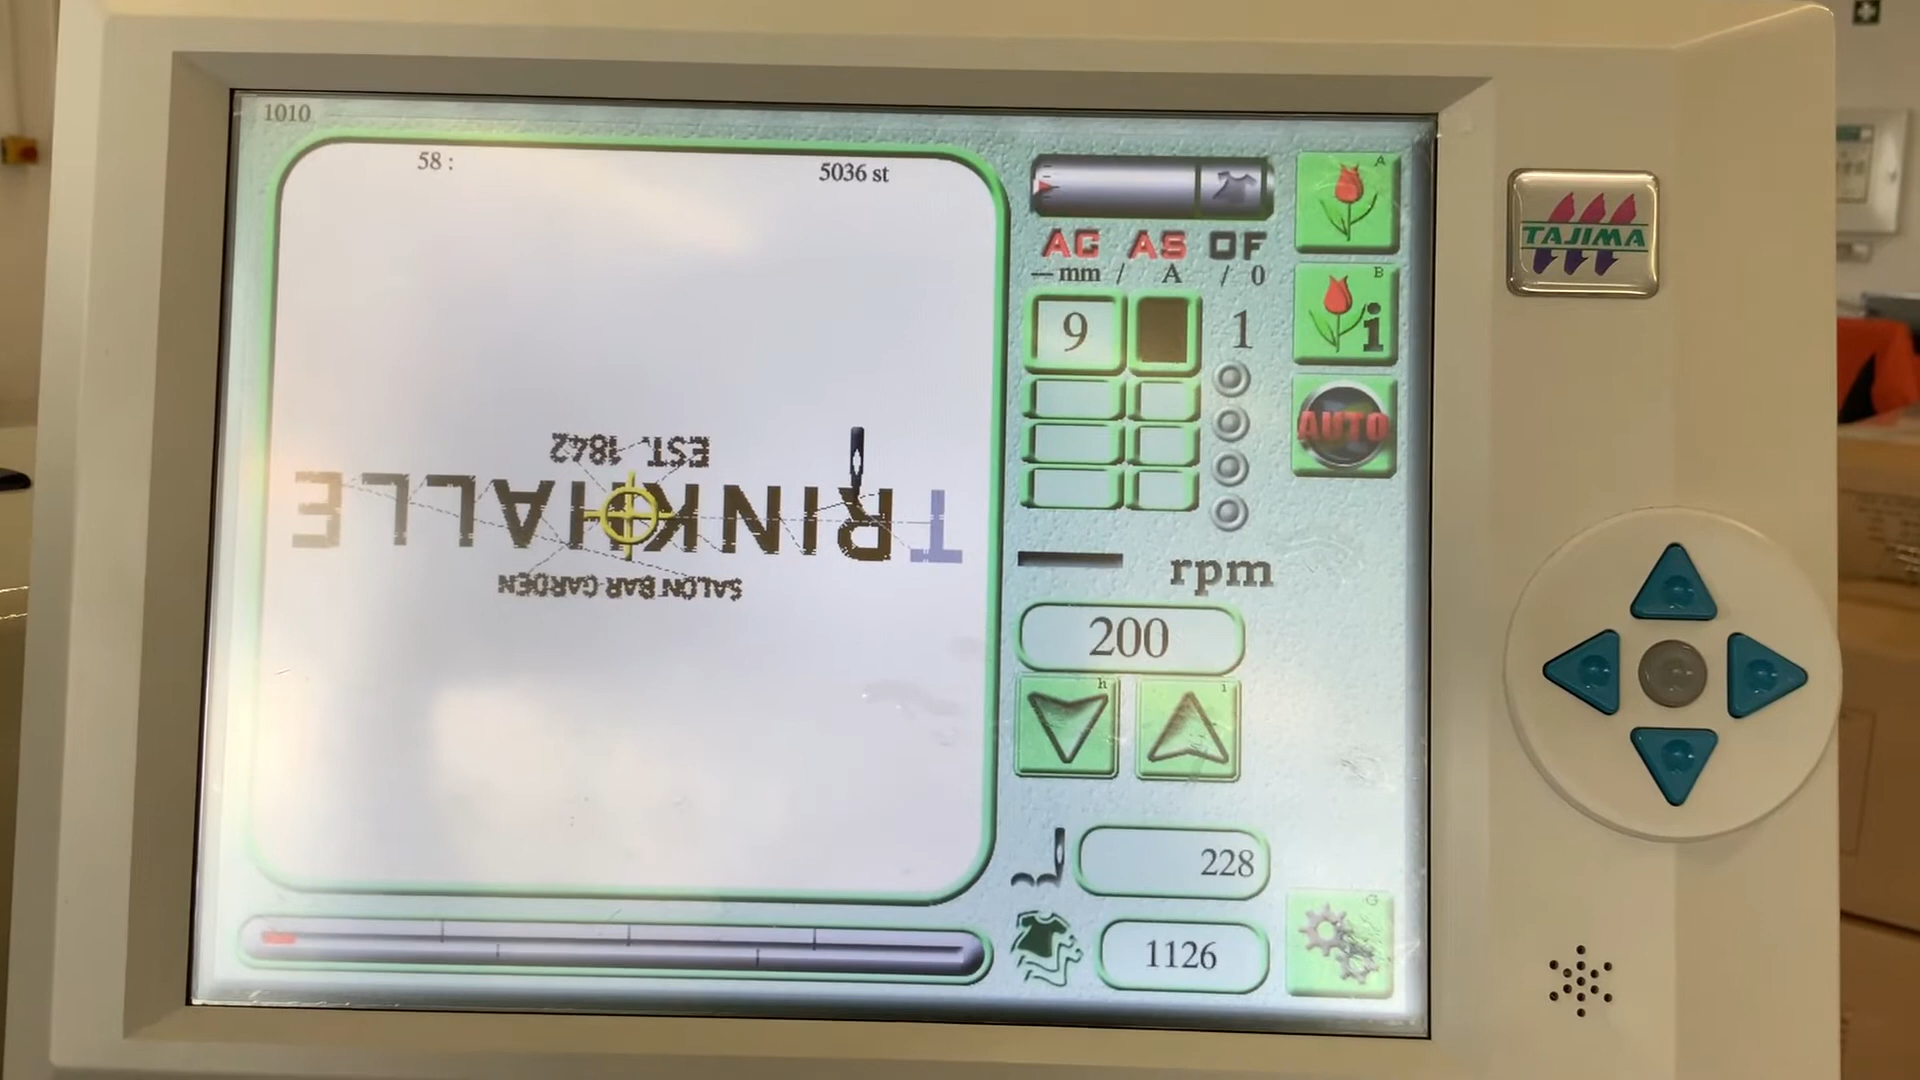 1010
58 :
5036 st
EST. 1842
TRINKHALLE
SALON BAR GARDEN
AC AS OF
—mm / A / 0
9 1
rpm
200
h i
228
1126
A
B
i
AUTO
G
TAJIMA